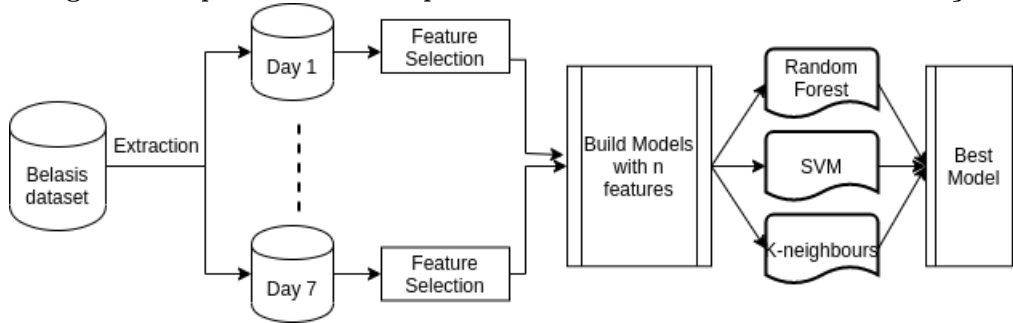 Day 1
Feature
Selection
Random
Forest
Extraction
Belasis
dataset
Build Models
with n
features
SVM
Best
Model
K-neighbours
Day 7
Feature
Selection